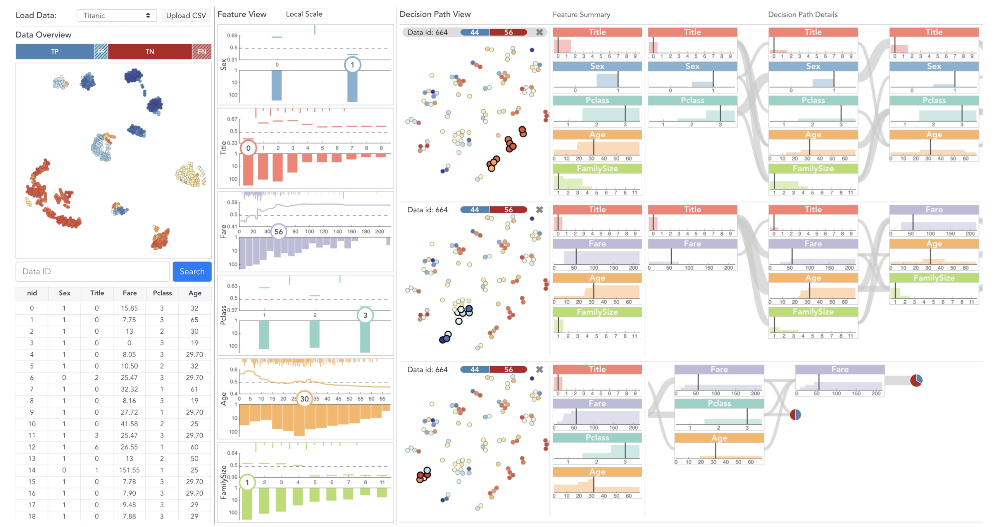 Load Data: Titanic Upload CSV
Data Overview
TP FP TN FN
Data ID Search
nid Sex Title Fare Pclass Age
0 1 0 15.85 3 32
1 1 0 7.75 3 65
2 1 0 13 2 30
3 1 0 0 3 19
4 1 0 8.05 3 29.70
5 1 0 10.50 2 32
6 0 2 25.47 3 29.70
7 1 0 32.32 1 61
8 1 0 8.16 3 19
9 1 0 27.72 1 29.70
10 1 0 41.58 2 25
11 1 3 25.47 3 29.70
12 1 6 26.55 1 60
13 1 0 13 2 50
14 0 1 151.55 1 25
15 1 0 7.78 3 29.70
16 1 0 7.90 3 29.70
17 1 0 9.48 3 29
18 1 0 7.88 3 29
Feature View Local Scale
Sex
0.69
0.5
0.31
0 1
1
10
100
Title
0.67
0.5
0.33
0 1 2 3 4 5 6 7 8 9
1
10
100
Fare
0.59
0.5
0.41
0 20 40 56 80 100 120 140 160 180 200
1
10
100
Pclass
0.63
0.5
0.37
1 2 3
1
10
100
Age
0.6
0.5
0.4
0 5 10 15 20 25 30 35 40 45 50 55 60 65
1
10
100
FamilySize
0.64
0.5
0.36
1 2 3 4 5 6 7 8 11
1
10
100
Decision Path View Feature Summary Decision Path Details
Data id: 664 44 56
Title
0 1 2 3 4 5 6 7 8 9
Sex
0 1
Pclass
1 2 3
Age
0 10 20 30 40 50 60
FamilySize
1 2 3 4 5 6 7 8 11
Title
0 1 2 3 4 5 6 7 8 9
Sex
0 1
Pclass
1 2 3
Title
0 1 2 3 4 5 6 7 8 9
Sex
0 1
Pclass
1 2 3
Age
0 10 20 30 40 50 60
FamilySize
1 2 3 4 5 6 7 8 11
Title
0 1 2 3 4 5 6 7 8 9
Sex
0 1
Pclass
1 2 3
Age
0 10 20 30 40 50 60
Data id: 664 44 56
Title
0 1 2 3 4 5 6 7 8 9
Fare
0 50 100 150 200
Age
0 10 20 30 40 50 60
FamilySize
1 2 3 4 5 6 7 8 11
Title
0 1 2 3 4 5 6 7 8 9
Fare
0 50 100 150 200
Title
0 1 2 3 4 5 6 7 8 9
Fare
0 50 100 150 200
Age
0 10 20 30 40 50 60
FamilySize
1 2 3 4 5 6 7 8 11
Fare
0 50 100 150 200
Age
0 10 20 30 40 50 60
FamilySize
1 2 3 4 5 6 7 8 11
Data id: 664 44 56
Title
0 1 2 3 4 5 6 7 8 9
Fare
0 50 100 150 200
Pclass
1 2 3
Age
0 10 20 30 40 50 60
Fare
0 50 100 150 200
Pclass
1 2 3
Age
0 10 20 30 40 50 60
Fare
0 50 100 150 200